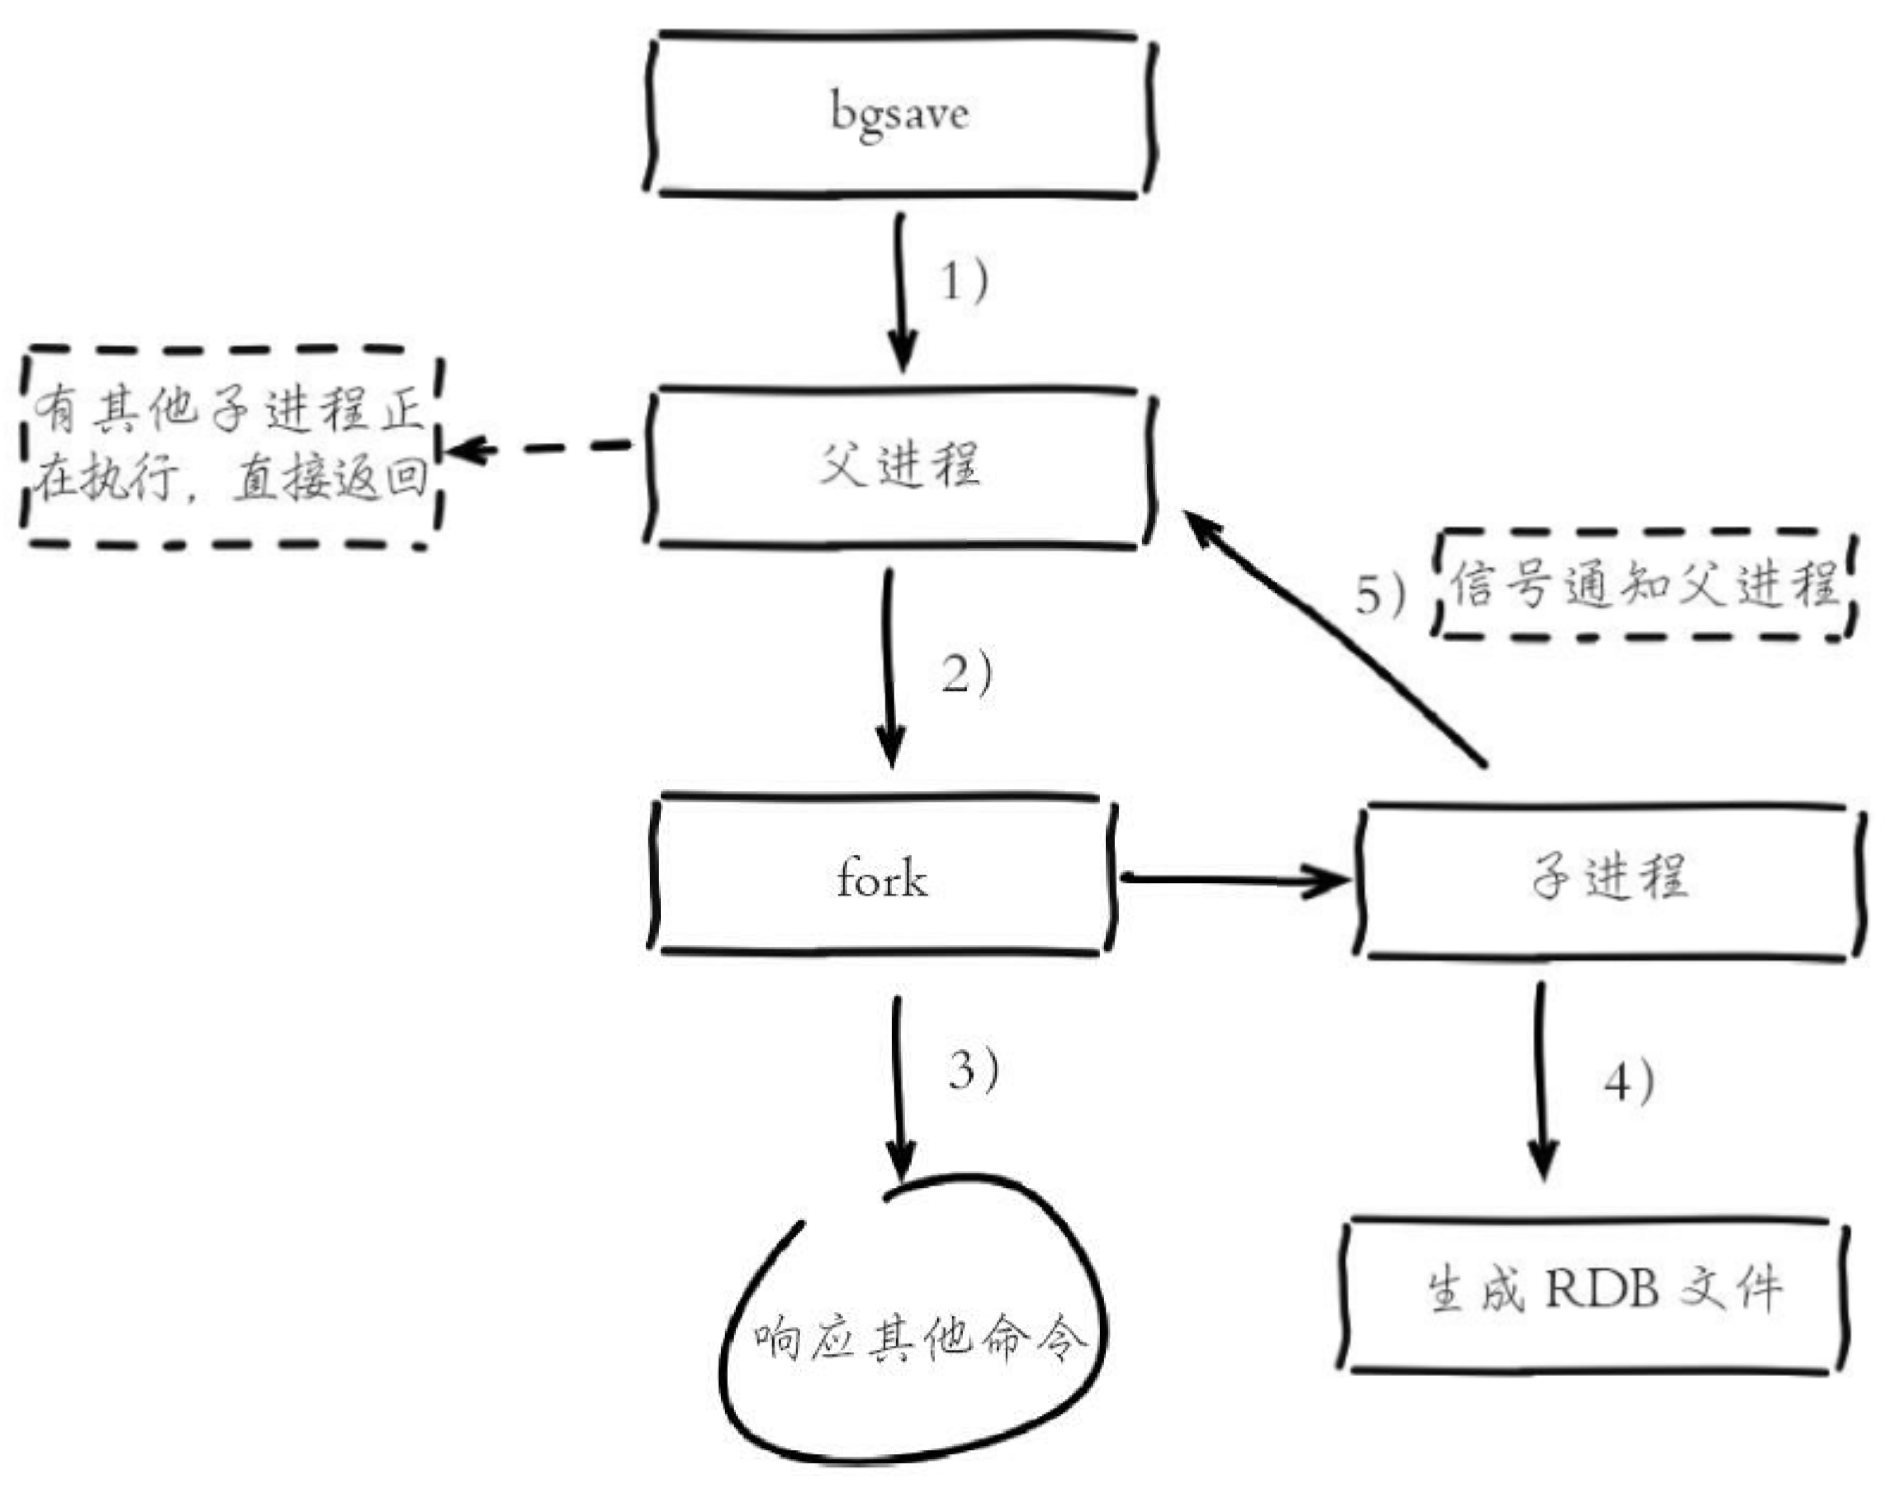 bgsave
1)
有其他子进程正
在执行，直接返回
父进程
5)
信号通知父进程
2)
fork
子进程
3)
4)
生成 RDB 文件
响应其他命令